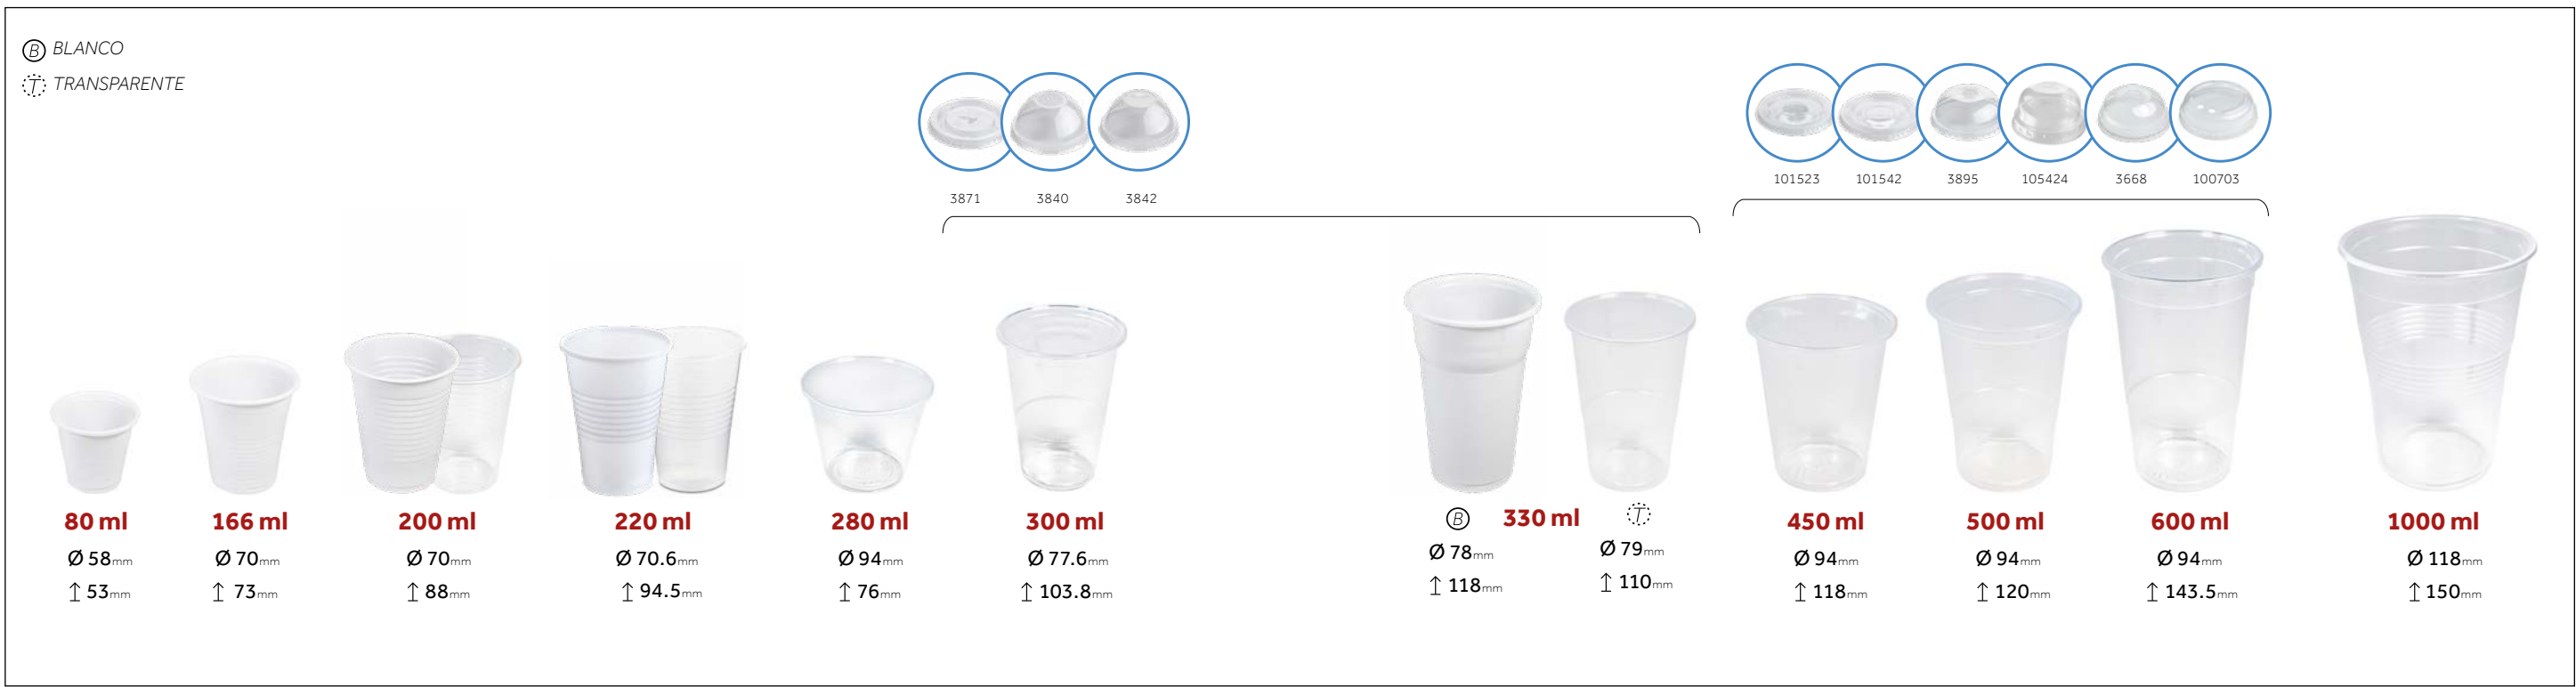 B BLANCO
T TRANSPARENTE
3871 3840 3842
101523 101542 3895 105424 3668 100703
80 ml
Ø 58mm
↥ 53mm
166 ml
Ø 70mm
↥ 73mm
200 ml
Ø 70mm
↥ 88mm
220 ml
Ø 70.6mm
↥ 94.5mm
280 ml
Ø 94mm
↥ 76mm
300 ml
Ø 77.6mm
↥ 103.8mm
B 330 ml T
Ø 78mm
↥ 118mm
Ø 79mm
↥ 110mm
450 ml
Ø 94mm
↥ 118mm
500 ml
Ø 94mm
↥ 120mm
600 ml
Ø 94mm
↥ 143.5mm
1000 ml
Ø 118mm
↥ 150mm